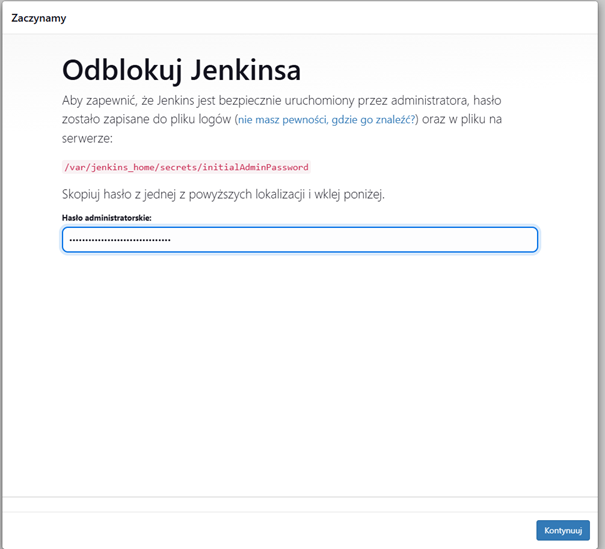 Zaczynamy
Odblokuj Jenkinsa
Aby zapewnić, że Jenkins jest bezpiecznie uruchomiony przez administratora, hasło
zostało zapisane do pliku logów (nie masz pewności, gdzie go znaleźć?) oraz w pliku na
serwerze:
/var/jenkins_home/secrets/initialAdminPassword
Skopiuj hasło z jednej z powyższych lokalizacji i wklej poniżej.
Hasło administratorskie:
••••••••••••••••••••••••••••••••
Kontynuuj